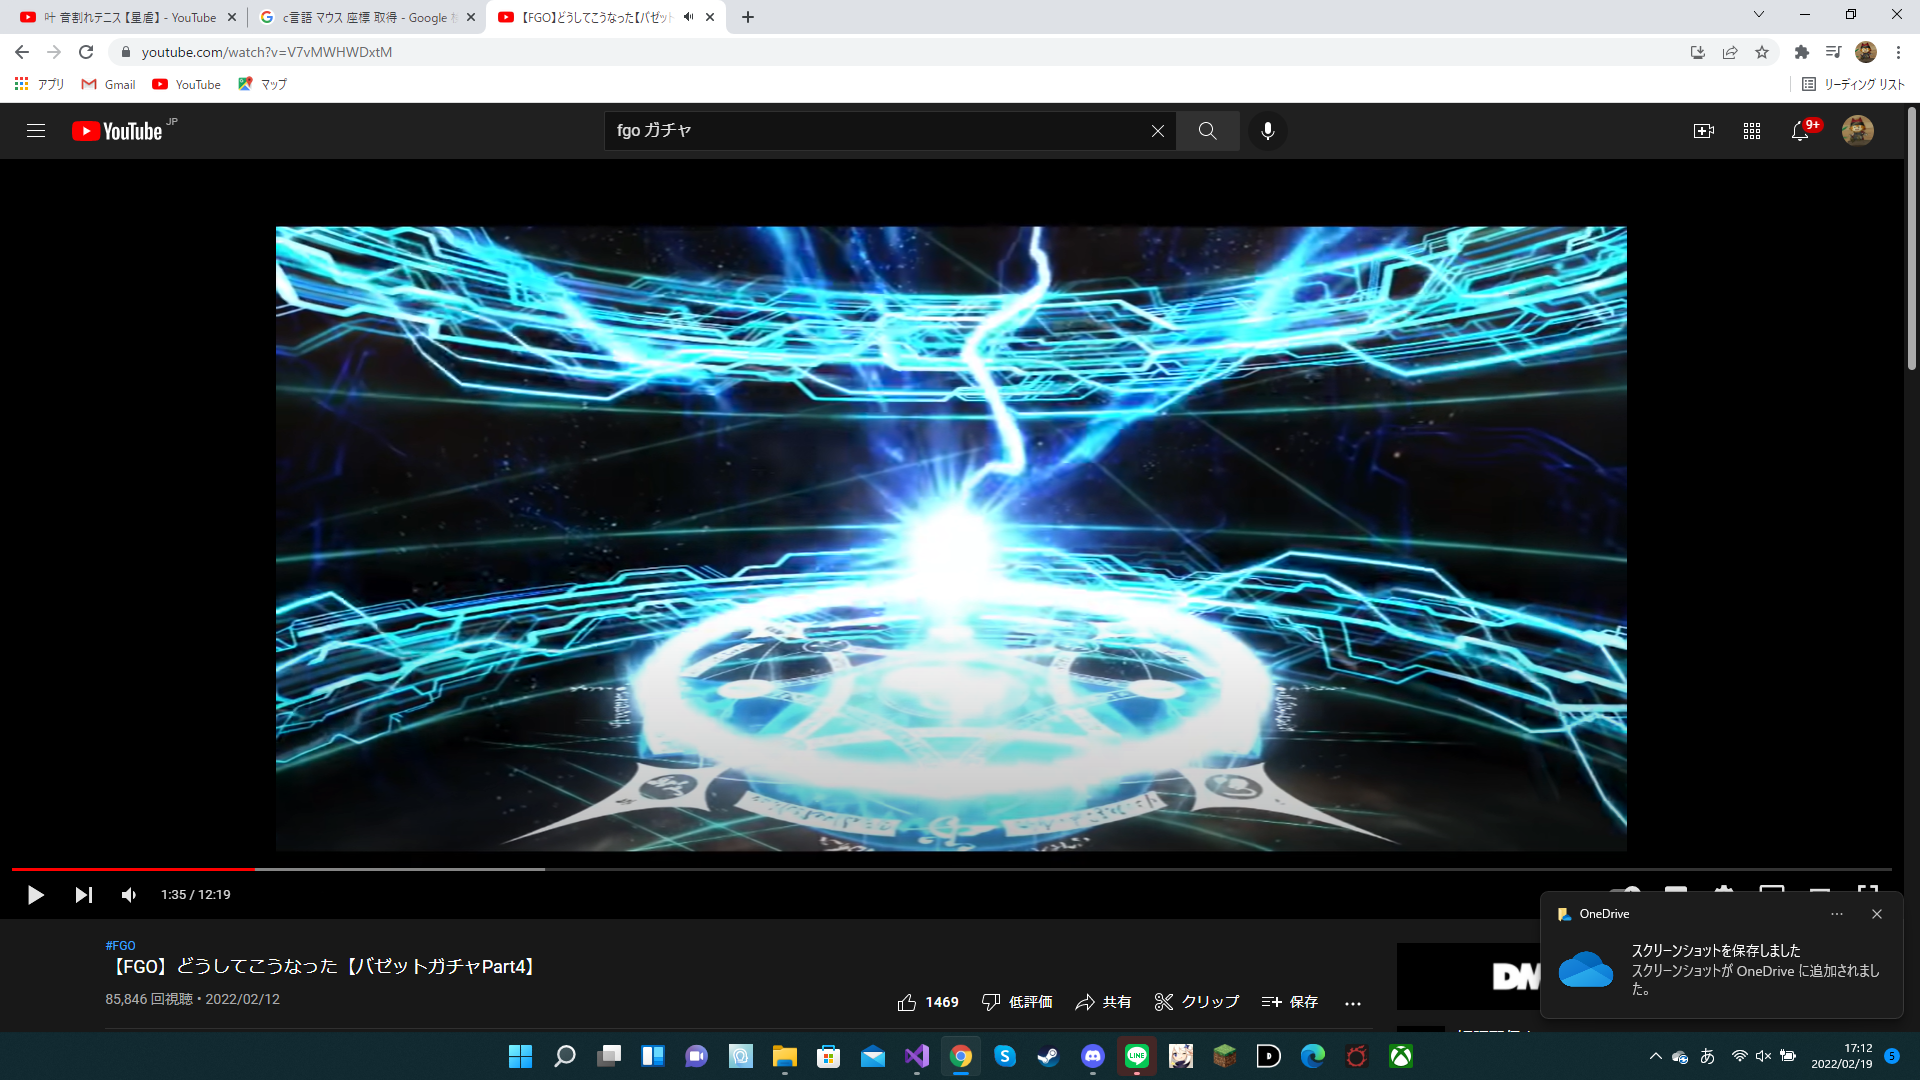 叶 音割れテニス【星虐】 - YouTube
c言語 マウス 座標 取得 - Google 検
【FGO】どうしてこうなった【バゼット
youtube.com/watch?v=V7vMWHWDxtM
アプリ
Gmail
YouTube
マップ
リーディング リスト
YouTube JP
fgo ガチャ
9+
1:35 / 12:19
#FGO
【FGO】どうしてこうなった【バゼットガチャPart4】
85,846 回視聴・2022/02/12
1469
低評価
共有
クリップ
保存
OneDrive
スクリーンショットを保存しました
スクリーンショットが OneDrive に追加されまし
た。
LINE
あ
17:12
2022/02/19
5